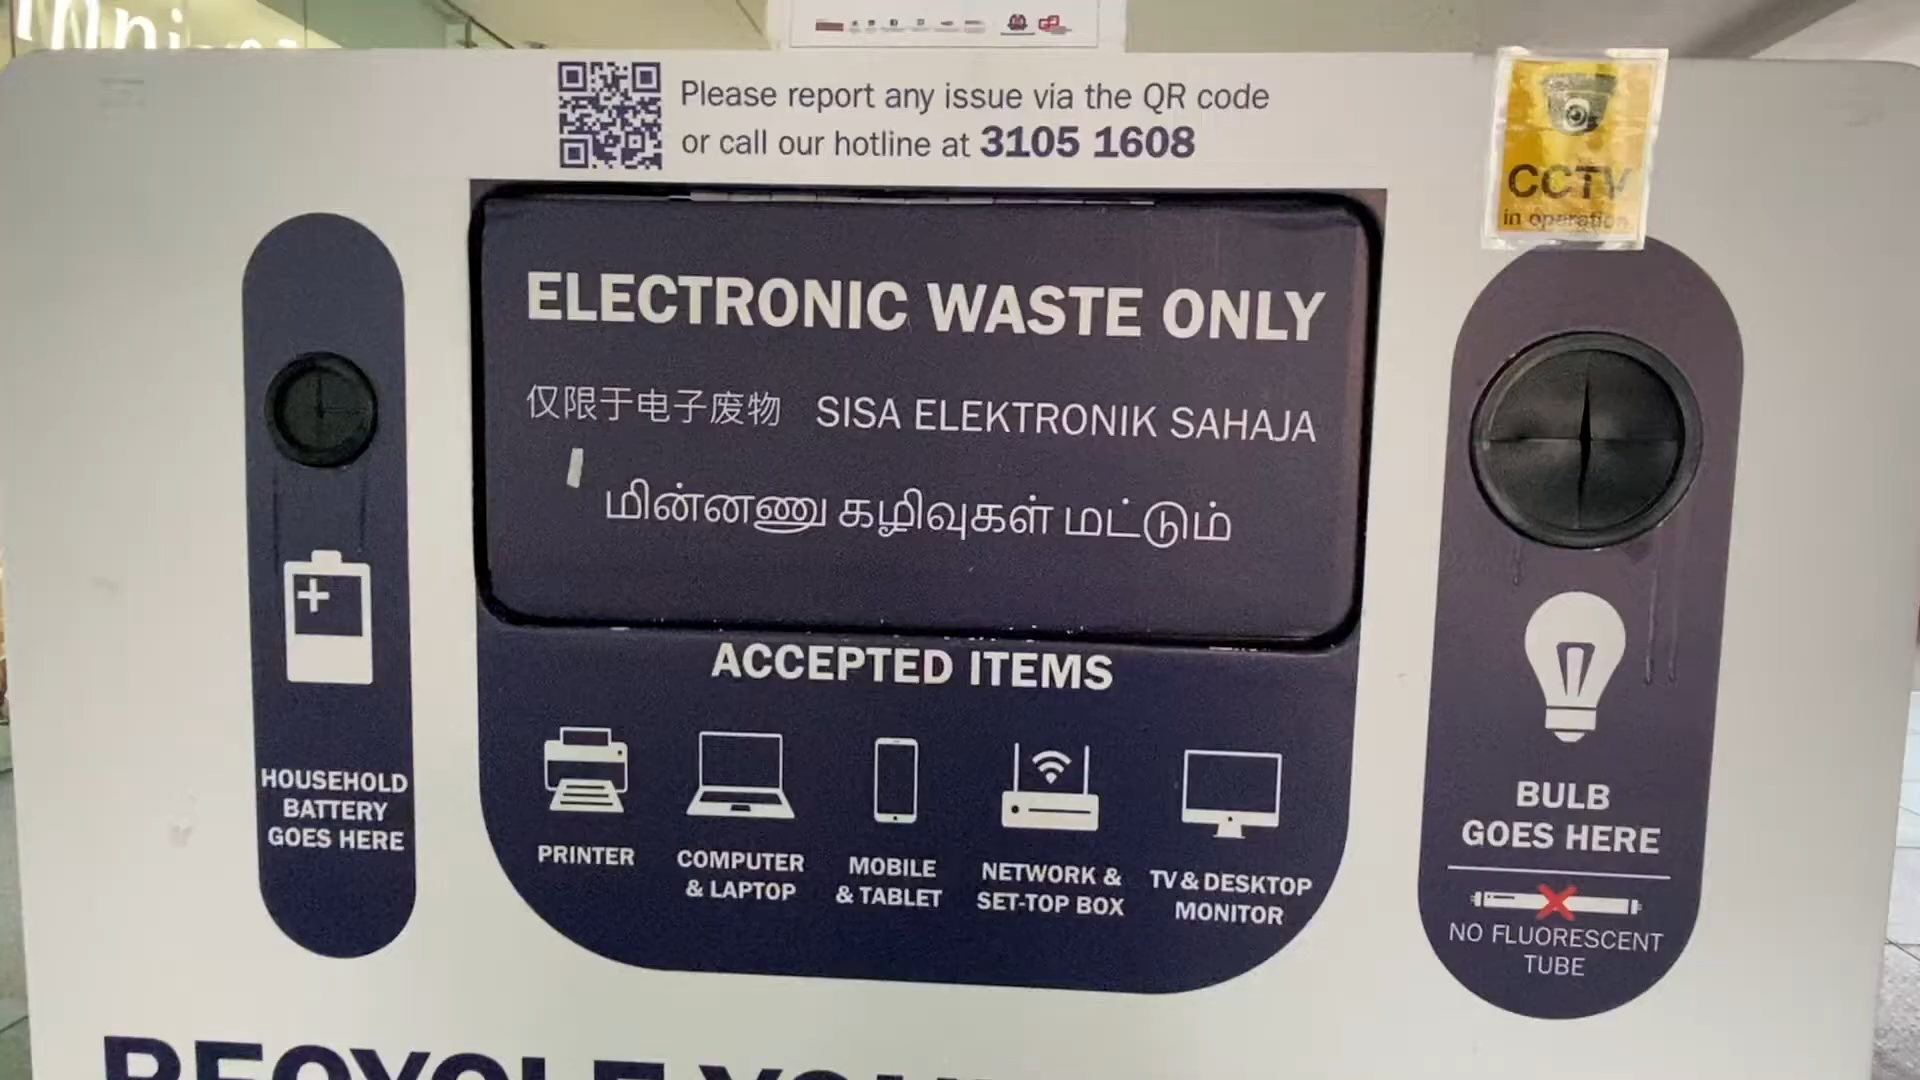 Please report any issue via the QR code
or call our hotline at 3105 1608
CCTV
in operation
ELECTRONIC WASTE ONLY
仅限于电子废物 SISA ELEKTRONIK SAHAJA
மின்னணு கழிவுகள் மட்டும்
ACCEPTED ITEMS
PRINTER
COMPUTER
& LAPTOP
MOBILE
& TABLET
NETWORK &
SET-TOP BOX
TV & DESKTOP
MONITOR
HOUSEHOLD
BATTERY
GOES HERE
BULB
GOES HERE
NO FLUORESCENT
TUBE
RECYCLE YOUR